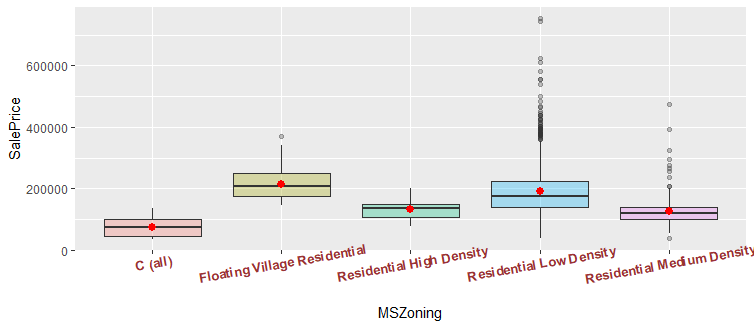 SalePrice
600000
400000
200000
0
C (all)
Floating Village Residential
Residential High Density
Residential Low Density
Residential Medium Density
MSZoning